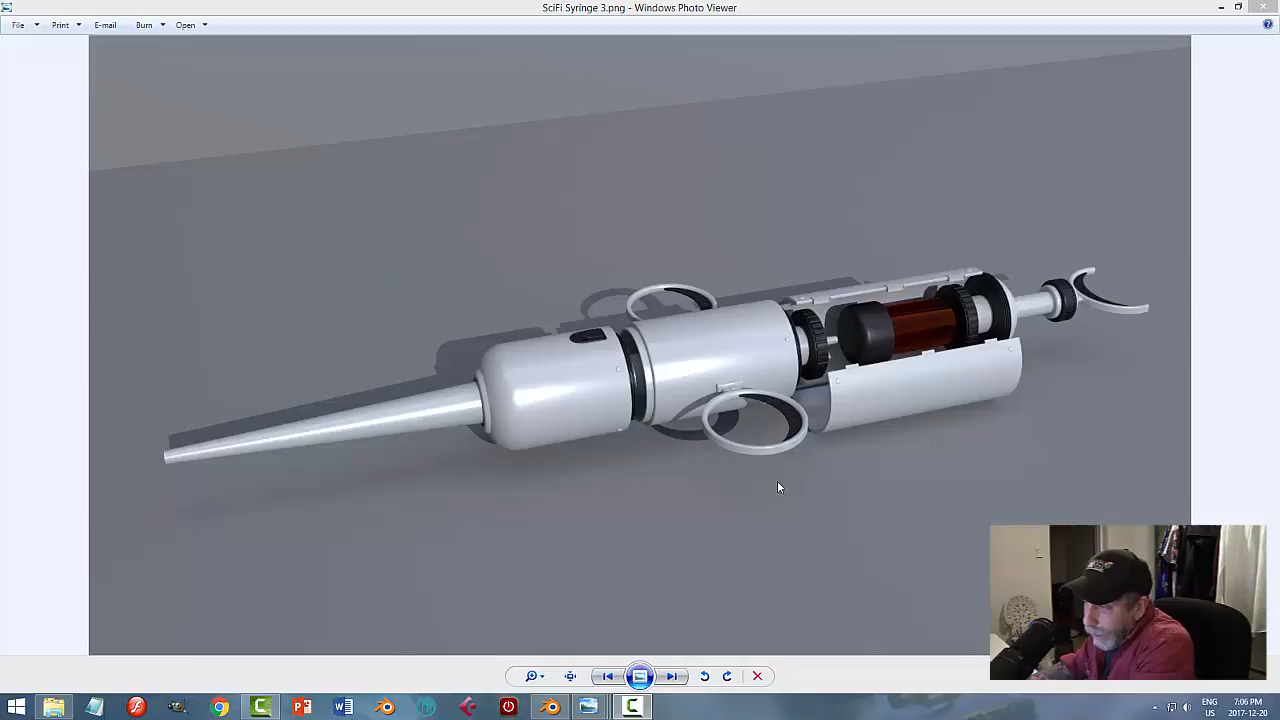 SciFi Syringe 3.png - Windows Photo Viewer
File Print E-mail Burn Open
ENG 7:06 PM
US 2017-12-20